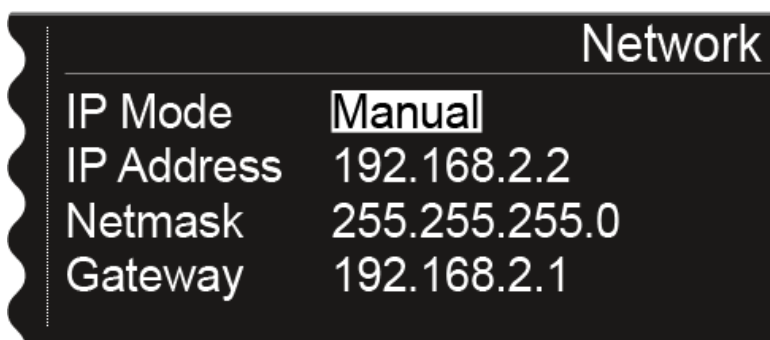 Network
IP Mode Manual
IP Address 192.168.2.2
Netmask 255.255.255.0
Gateway 192.168.2.1